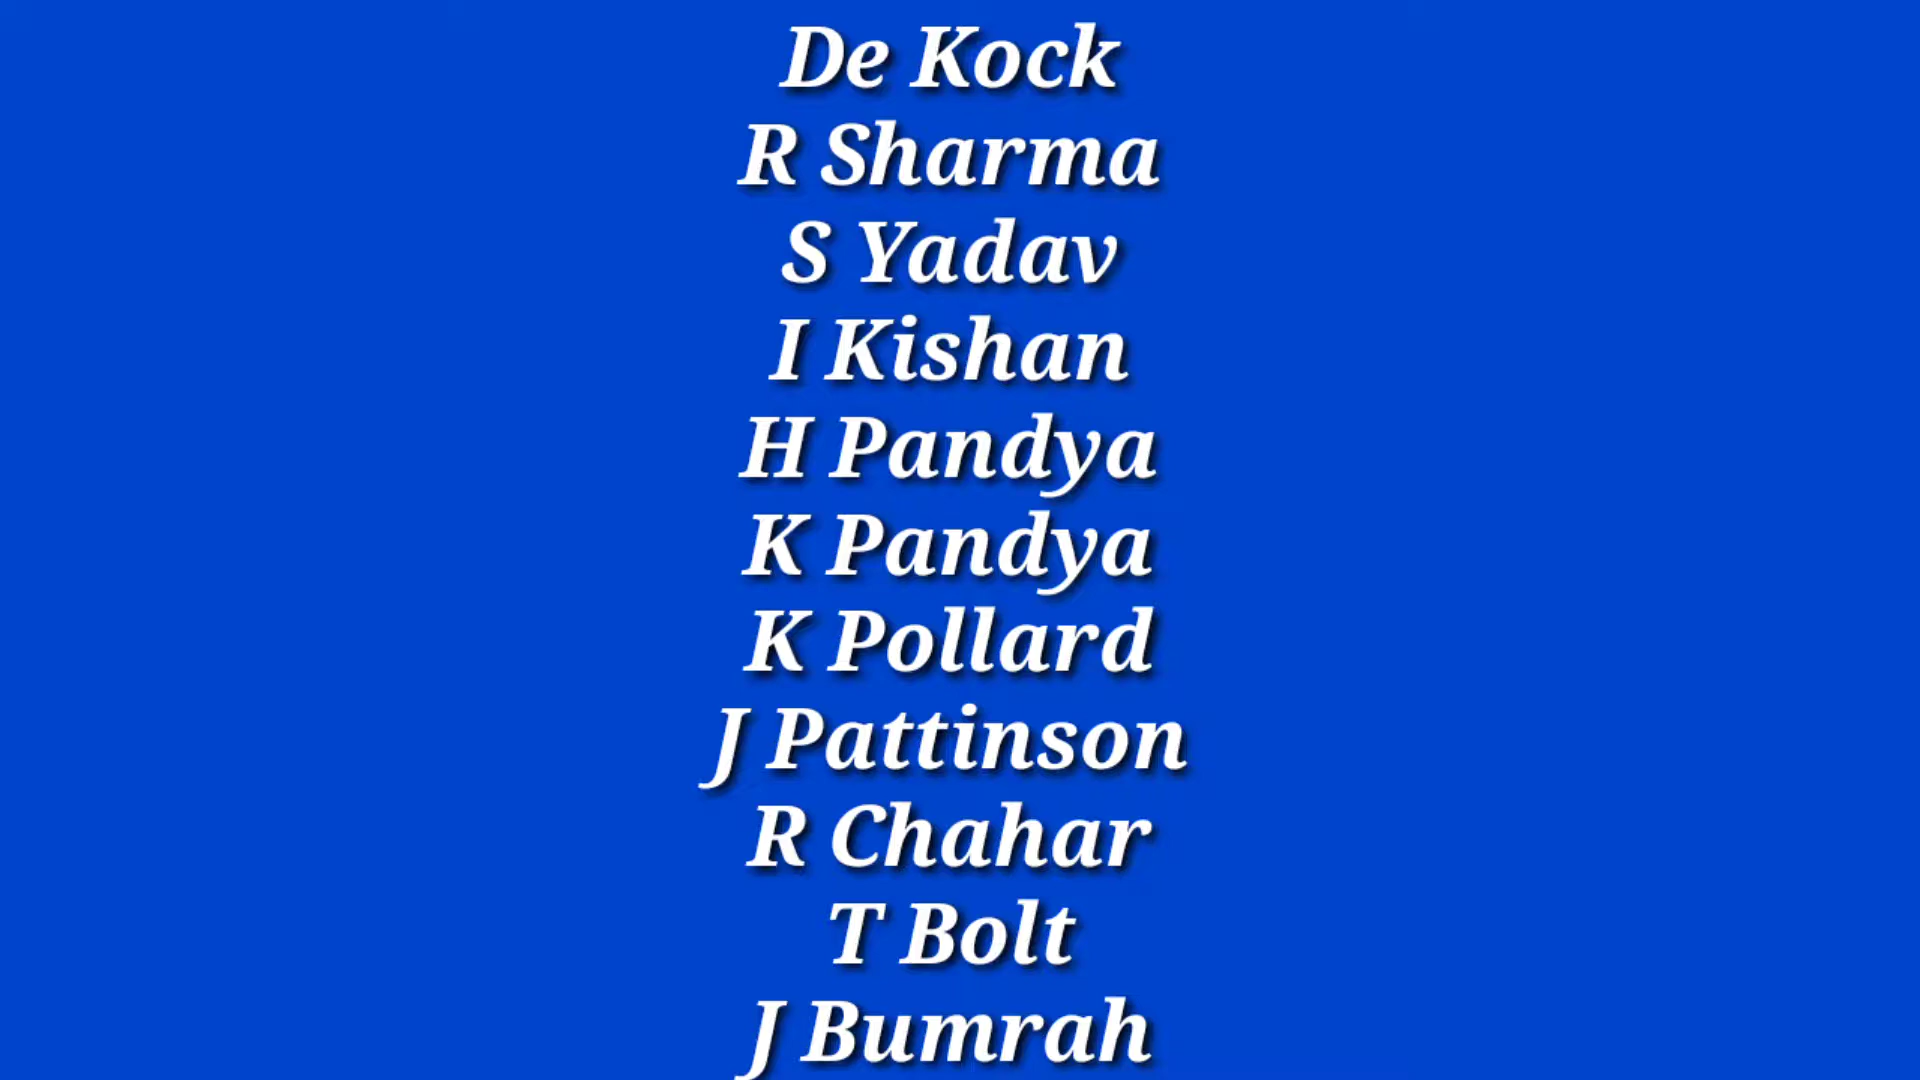 De Kock
R Sharma
S Yadav
I Kishan
H Pandya
K Pandya
K Pollard
J Pattinson
R Chahar
T Bolt
J Bumrah